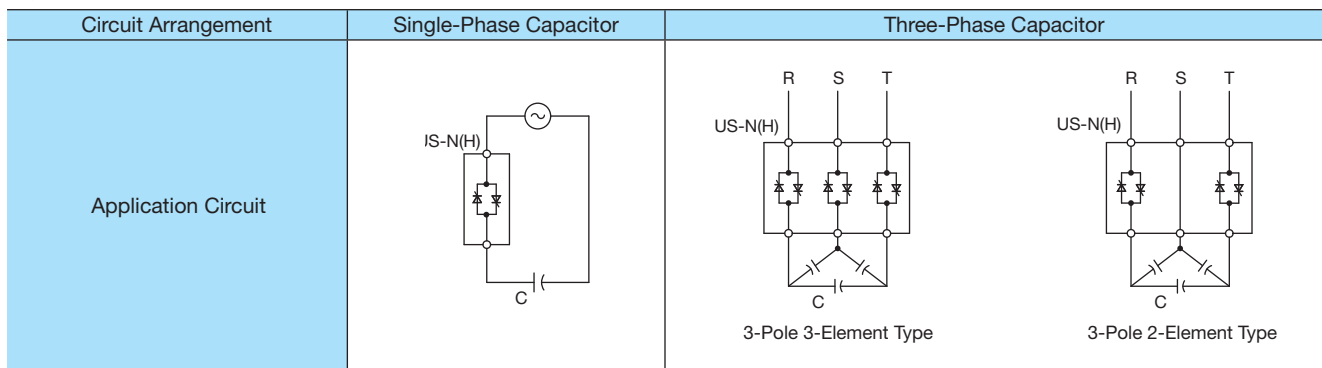 Circuit Arrangement
Single-Phase Capacitor
Three-Phase Capacitor
Application Circuit
JS-N(H)
C
R S T
US-N(H)
C
3-Pole 3-Element Type
R S T
US-N(H)
C
3-Pole 2-Element Type